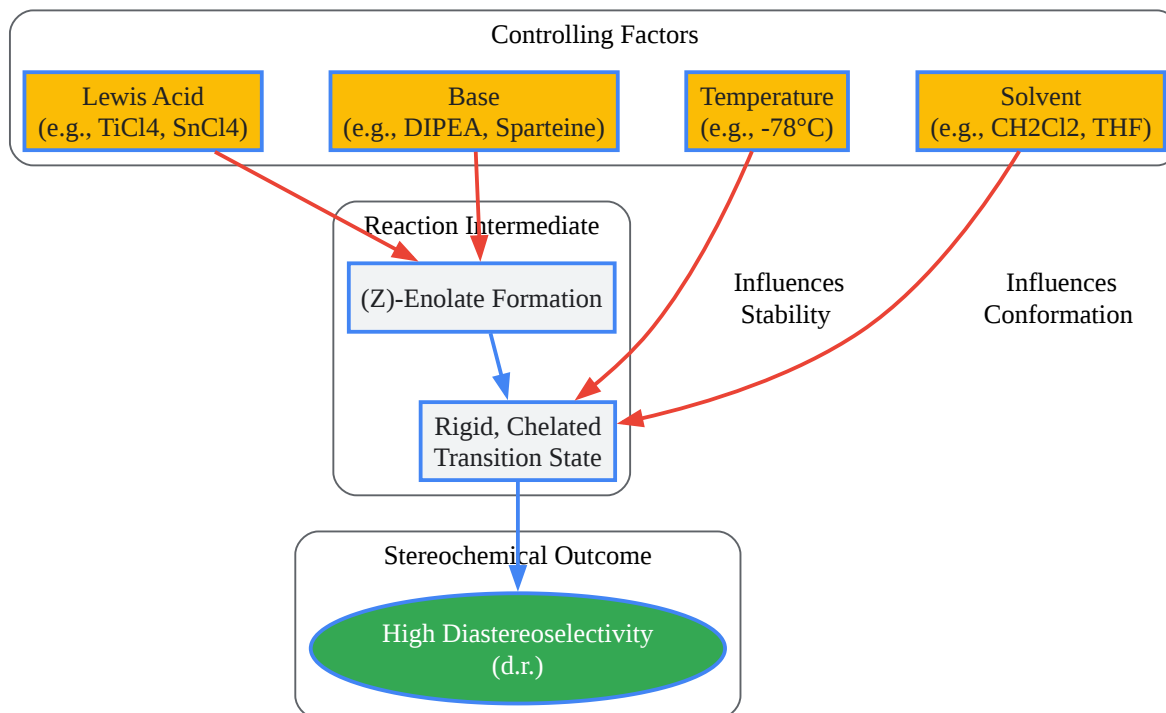 Controlling Factors
Lewis Acid
(e.g., TiCl4, SnCl4)
Base
(e.g., DIPEA, Sparteine)
Temperature
(e.g., -78°C)
Solvent
(e.g., CH2Cl2, THF)
Reaction Intermediate
(Z)-Enolate Formation
Influences
Stability
Influences
Conformation
Rigid, Chelated
Transition State
Stereochemical Outcome
High Diastereoselectivity
(d.r.)